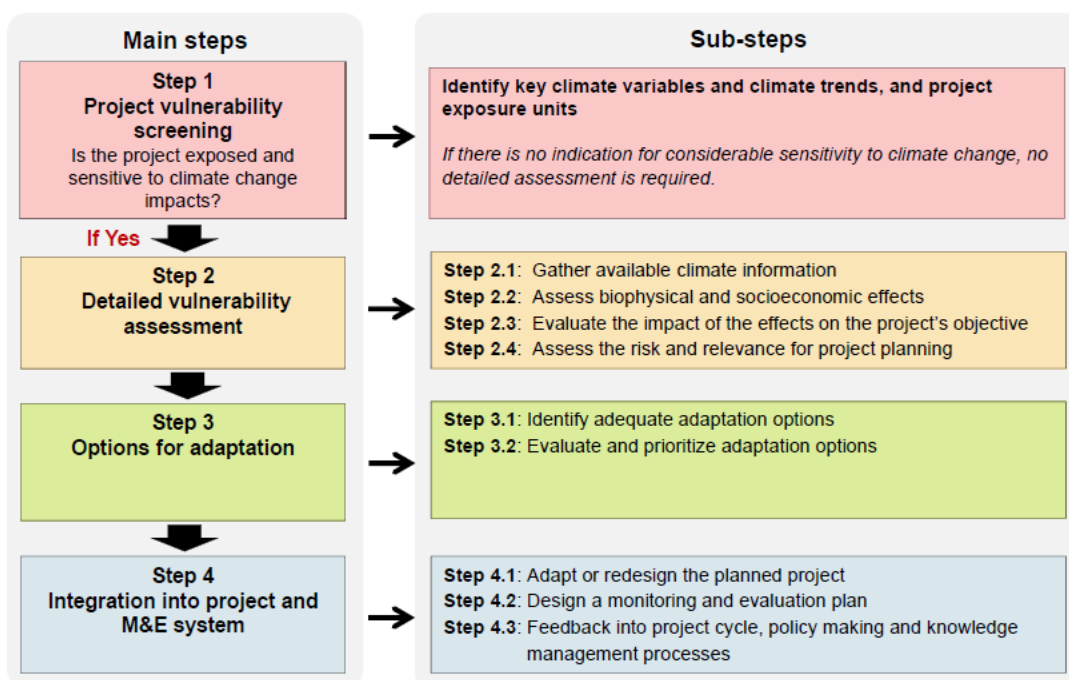 Main steps
Sub-steps
Step 1
Project vulnerability
screening
Is the project exposed and
sensitive to climate change
impacts?
Identify key climate variables and climate trends, and project
exposure units
If there is no indication for considerable sensitivity to climate change, no
detailed assessment is required.
If Yes
Step 2
Detailed vulnerability
assessment
Step 2.1: Gather available climate information
Step 2.2: Assess biophysical and socioeconomic effects
Step 2.3: Evaluate the impact of the effects on the project's objective
Step 2.4: Assess the risk and relevance for project planning
Step 3
Options for adaptation
Step 3.1: Identify adequate adaptation options
Step 3.2: Evaluate and prioritize adaptation options
Step 4
Integration into project and
M&E system
Step 4.1: Adapt or redesign the planned project
Step 4.2: Design a monitoring and evaluation plan
Step 4.3: Feedback into project cycle, policy making and knowledge
management processes